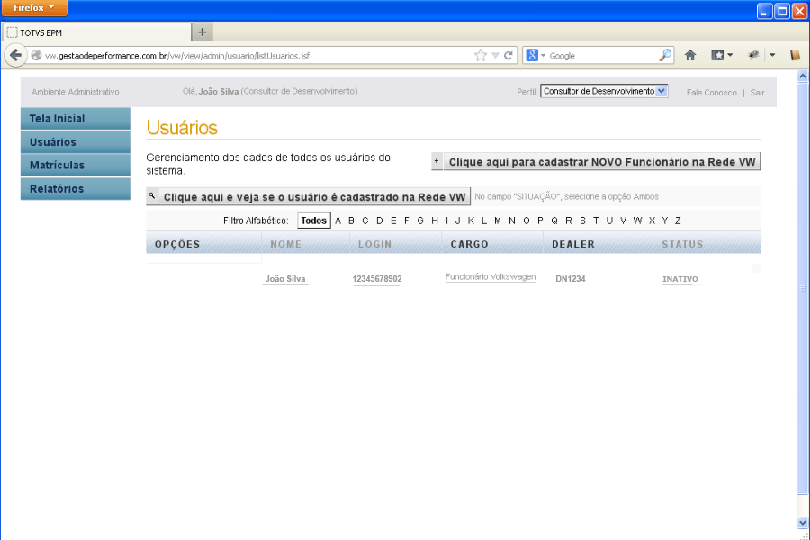 Firefox
TOTVS EPM
vw.gestaodeperformance.com.br/vw/view/admin/usuario/listUsuarios.jsf
Google
Ambiente Administrativo
Olá, João Silva (Consultor de Desenvolvimento)
Perfil Consultor de Desenvolvimento
Fale Conosco | Sair
Tela Inicial
Usuários
Matrículas
Relatórios
Usuários
Gerenciamento dos dados de todos os usuários do
sistema.
+ Clique aqui para cadastrar NOVO Funcionário na Rede VW
Clique aqui e veja se o usuário é cadastrado na Rede VW
No campo "SITUAÇÃO", selecione a opção Ambos
Filtro Alfabético: Todos A B C D E F G H I J K L M N O P Q R S T U V W X Y Z
OPÇÕES NOME LOGIN CARGO DEALER STATUS
João Silva 12345678902 Funcionário Volkswagen DN1234 INATIVO